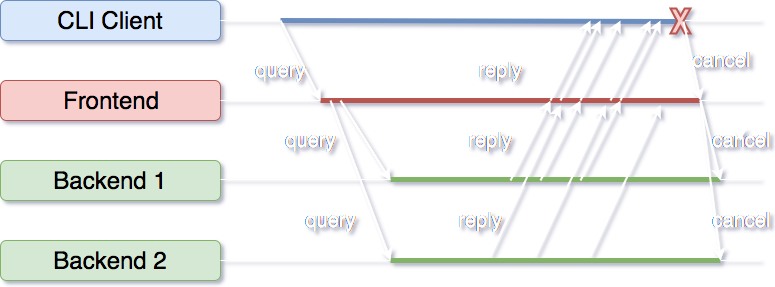 CLI Client
X
query
reply
cancel
Frontend
query
reply
cancel
Backend 1
query
reply
cancel
Backend 2